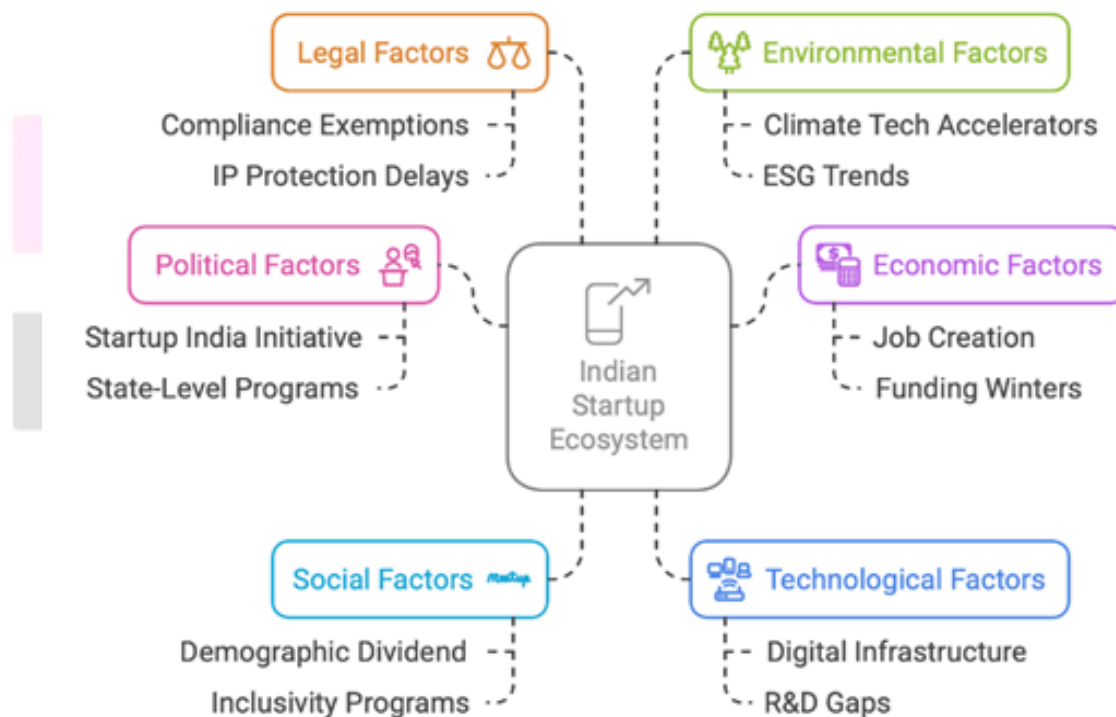 Legal Factors
Compliance Exemptions
IP Protection Delays
Environmental Factors
Climate Tech Accelerators
ESG Trends
Political Factors
Startup India Initiative
State-Level Programs
Indian
Startup
Ecosystem
$
Economic Factors
Job Creation
Funding Winters
Social Factors
meetup
Demographic Dividend
Inclusivity Programs
Technological Factors
Digital Infrastructure
R&D Gaps